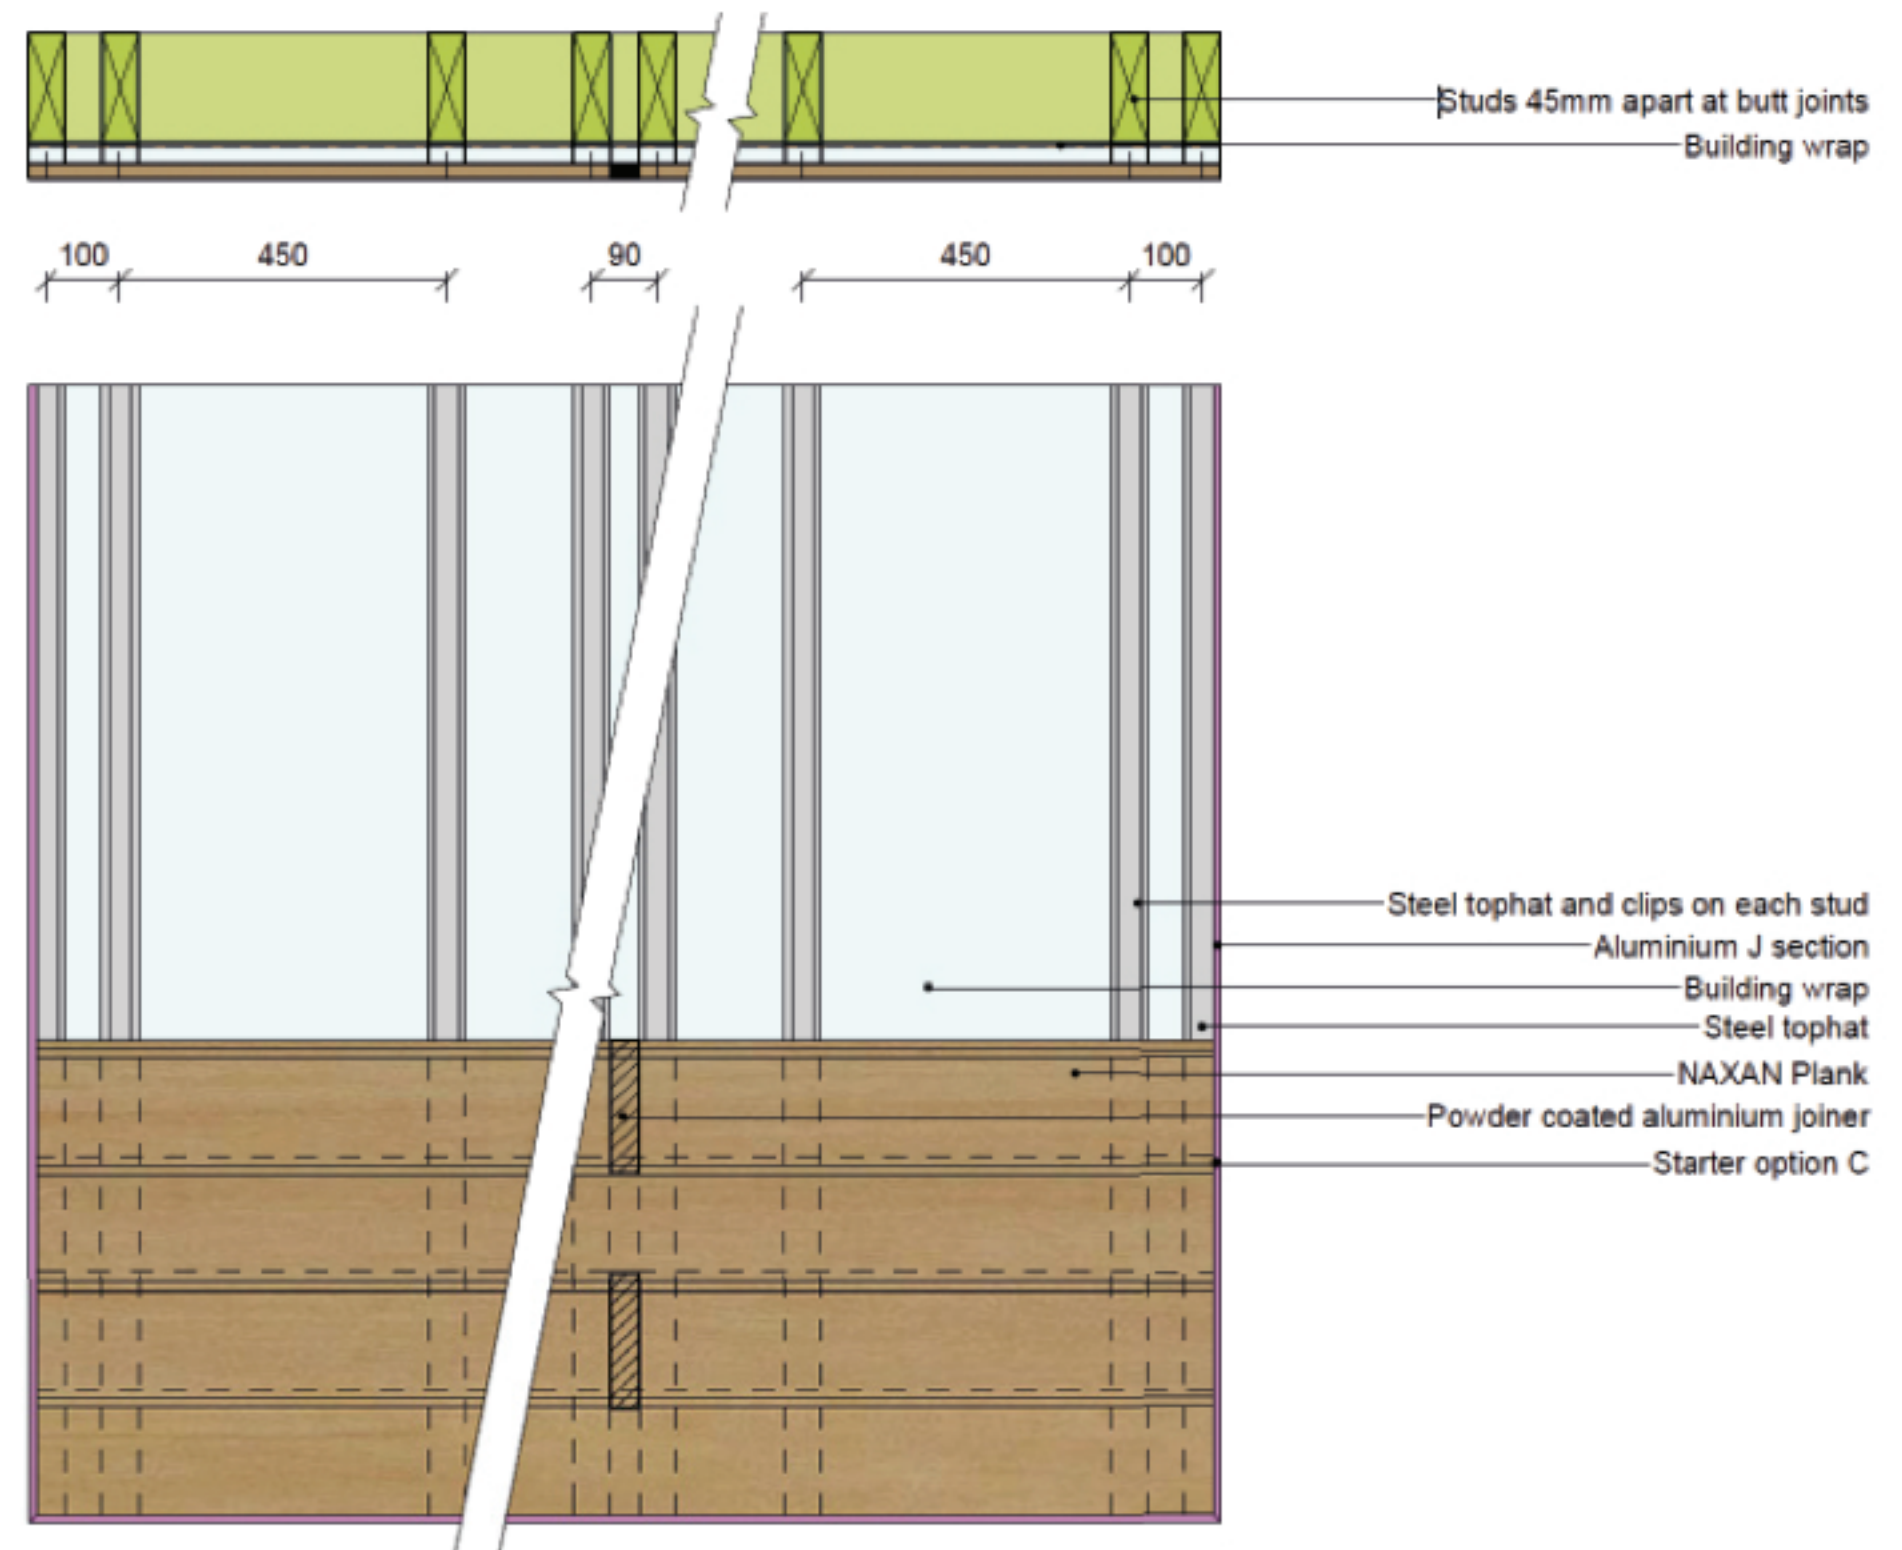 Studs 45mm apart at butt joints
Building wrap
100 450 90 450 100
Steel tophat and clips on each stud
Aluminium J section
Building wrap
Steel tophat
NAXAN Plank
Powder coated aluminium joiner
Starter option C